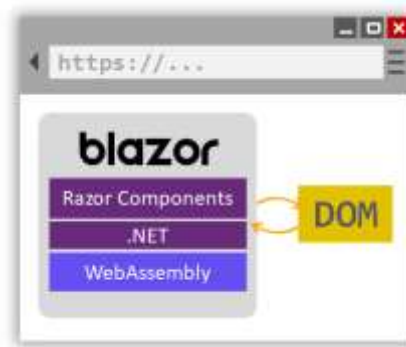 https://...
blazor
Razor Components
.NET
WebAssembly
DOM